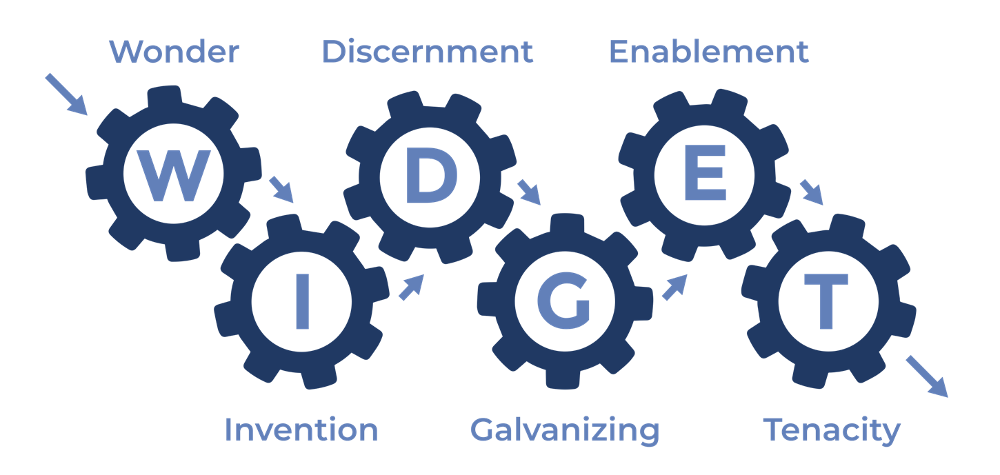 Wonder Discernment Enablement
W D E
I G T
Invention Galvanizing Tenacity